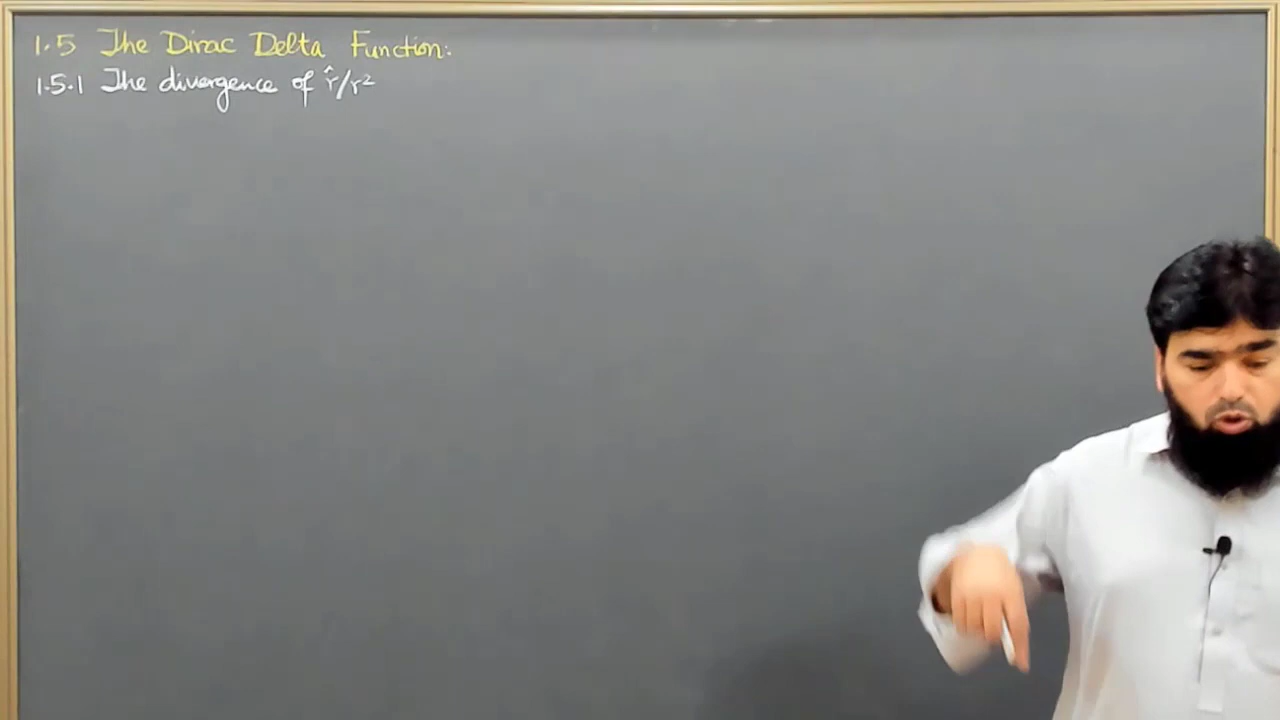 1.5 The Dirac Delta Function:
1.5.1 The divergence of r̂/r²